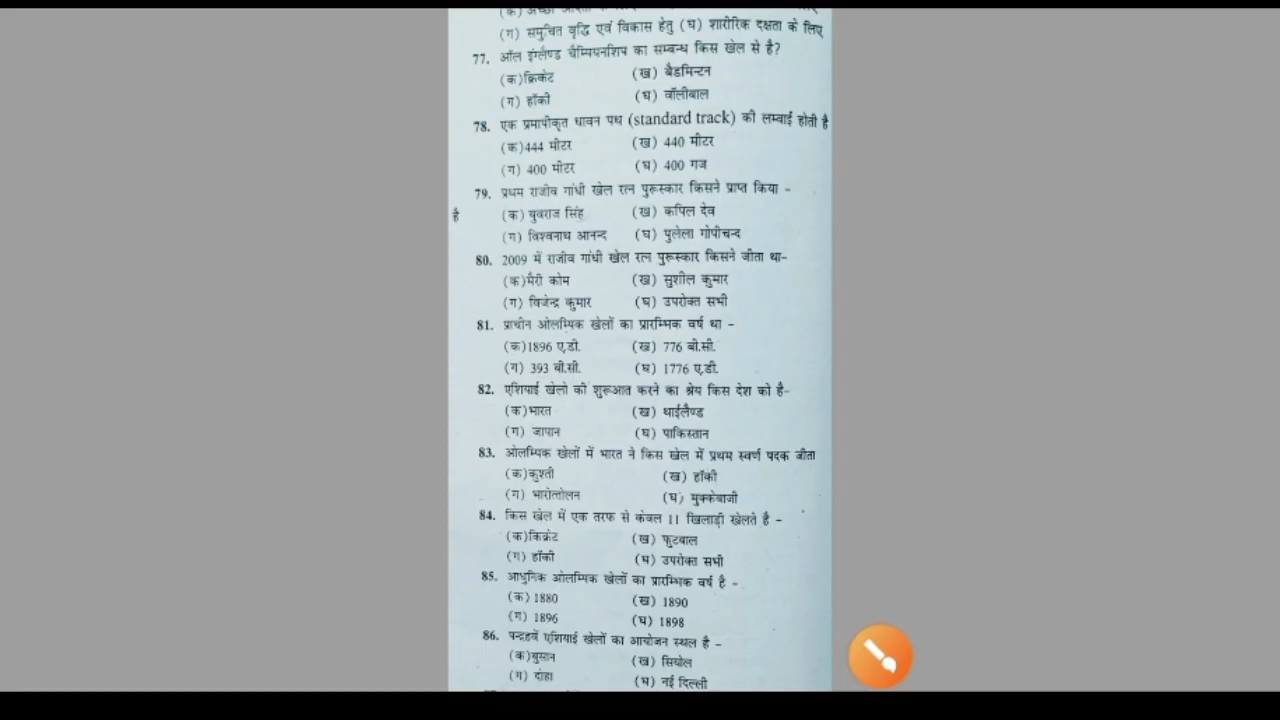 (ग) समुचित वृद्धि एवं विकास हेतु (घ) शारीरिक दक्षता के लिए
77. ऑल इंग्लैण्ड चैम्पियनशिप का सम्बन्ध किस खेल से है?
(क)क्रिकेट (ख) बैडमिन्टन
(ग) हॉकी (घ) वॉलीबाल
78. एक प्रमापीकृत धावन पथ (standard track) की लम्बाई होती है
(क)444 मीटर (ख) 440 मीटर
(ग) 400 मीटर (घ) 400 गज
79. प्रथम राजीव गांधी खेल रत्न पुरूस्कार किसने प्राप्त किया -
है (क) युवराज सिंह (ख) कपिल देव
(ग) विश्वनाथ आनन्द (घ) पुलेला गोपीचन्द
80. 2009 में राजीव गांधी खेल रत्न पुरूस्कार किसने जीता था-
(क)मैरी कोम (ख) सुशील कुमार
(ग) विजेन्द्र कुमार (घ) उपरोक्त सभी
81. प्राचीन ओलम्पिक खेलों का प्रारम्भिक वर्ष था -
(क)1896 ए.डी. (ख) 776 बी.सी.
(ग) 393 बी.सी. (घ) 1776 ए.डी.
82. एशियाई खेलो की शुरूआत करने का श्रेय किस देश को है-
(क)भारत (ख) थाईलैण्ड
(ग) जापान (घ) पाकिस्तान
83. ओलम्पिक खेलों में भारत ने किस खेल में प्रथम स्वर्ण पदक जीता
(क)कुश्ती (ख) हॉकी
(ग) भारोत्तोलन (घ) मुक्केबाजी
84. किस खेल में एक तरफ से केवल 11 खिलाड़ी खेलते है -
(क)क्रिकेट (ख) फुटबाल
(ग) हॉकी (घ) उपरोक्त सभी
85. आधुनिक ओलम्पिक खेलों का प्रारम्भिक वर्ष है -
(क) 1880 (ख) 1890
(ग) 1896 (घ) 1898
86. पन्द्रहवें एशियाई खेलों का आयोजन स्थल है -
(क)बुसान (ख) सियोल
(ग) दोहा (घ) नई दिल्ली